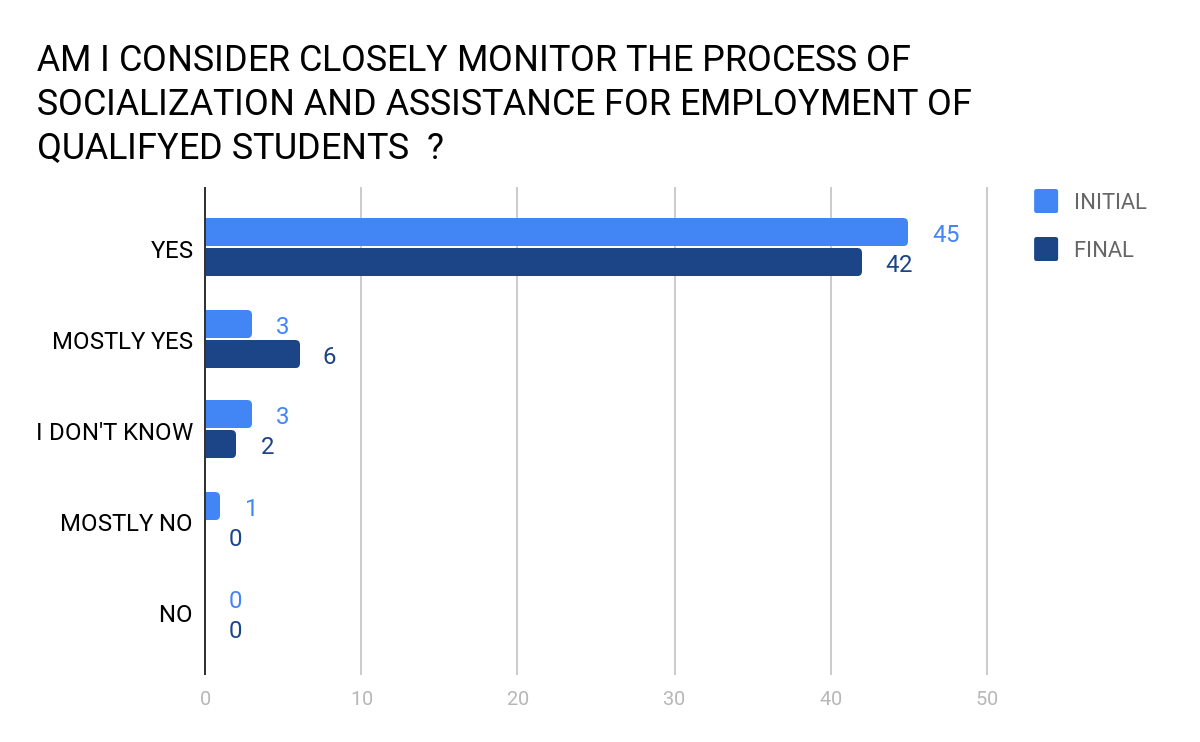 AM I CONSIDER CLOSELY MONITOR THE PROCESS OF
SOCIALIZATION AND ASSISTANCE FOR EMPLOYMENT OF
QUALIFYED STUDENTS  ?
INITIAL
FINAL
YES
45
42
MOSTLY YES
3
6
I DON'T KNOW
3
2
MOSTLY NO
1
0
NO
0
0
0 10 20 30 40 50